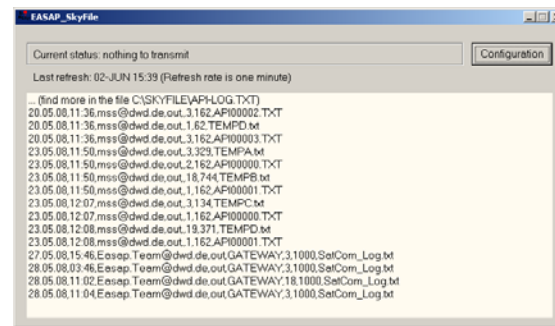 EASAP_SkyFile
Current status: nothing to transmit
Configuration
Last refresh: 02-JUN 15:39 (Refresh rate is one minute)
... (find more in the file C:\SKYFILE\API-LOG.TXT)
20.05.08,11:36,mss@dwd.de,out,3,162,API00002.TXT
20.05.08,11:36,mss@dwd.de,out,1,62,TEMPD.txt
20.05.08,11:36,mss@dwd.de,out,3,162,API00003.TXT
23.05.08,11:50,mss@dwd.de,out,3,329,TEMPA.txt
23.05.08,11:50,mss@dwd.de,out,2,162,API00000.TXT
23.05.08,11:50,mss@dwd.de,out,18,744,TEMPB.txt
23.05.08,11:50,mss@dwd.de,out,1,162,API00001.TXT
23.05.08,12:07,mss@dwd.de,out,3,134,TEMPC.txt
23.05.08,12:07,mss@dwd.de,out,1,162,API00000.TXT
23.05.08,12:08,mss@dwd.de,out,19,371,TEMPD.txt
23.05.08,12:08,mss@dwd.de,out,1,162,API00001.TXT
27.05.08,15:46,Easap.Team@dwd.de,out,GATEWAY,3,1000,SatCom_Log.txt
28.05.08,03:46,Easap.Team@dwd.de,out,GATEWAY,3,1000,SatCom_Log.txt
28.05.08,11:02,Easap.Team@dwd.de,out,GATEWAY,18,1000,SatCom_Log.txt
28.05.08,11:04,Easap.Team@dwd.de,out,GATEWAY,3,1000,SatCom_Log.txt